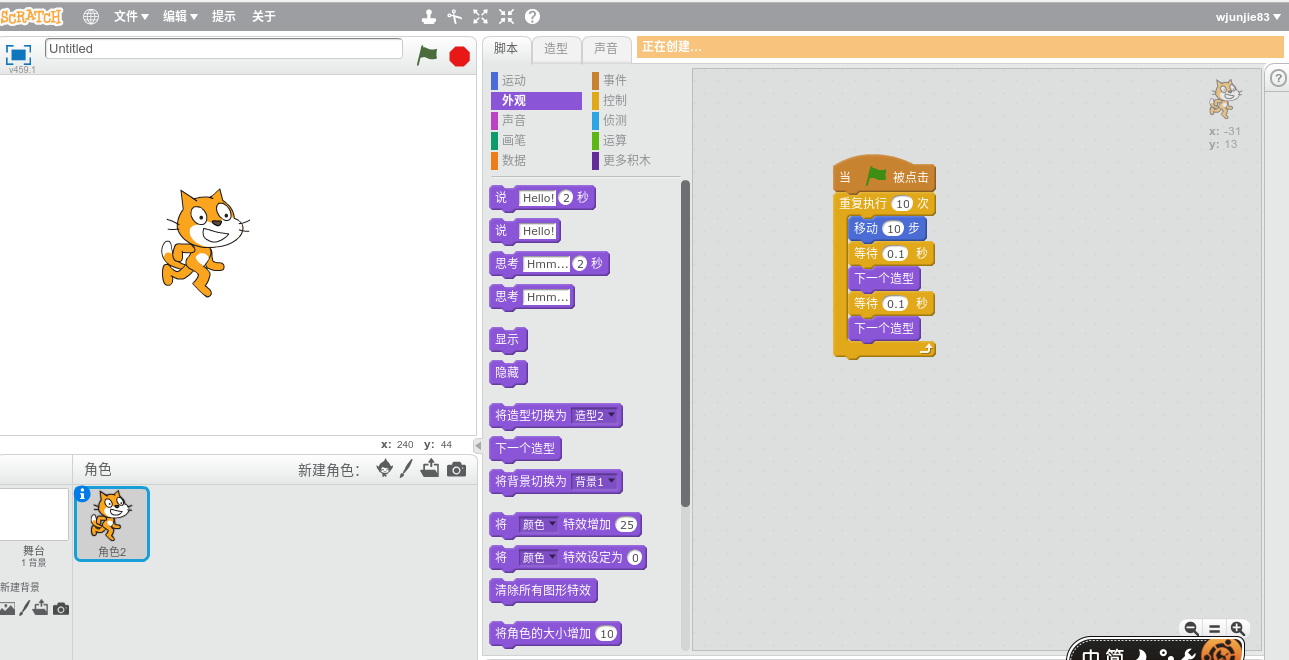 SCRATCH 文件 编辑 提示 关于 wjunjie83
v459.1
Untitled
脚本 造型 声音
正在创建...
运动 事件
外观 控制
声音 侦测
画笔 运算
数据 更多积木
说 Hello! 2 秒
说 Hello!
思考 Hmm... 2 秒
思考 Hmm...
显示
隐藏
将造型切换为 造型2
下一个造型
将背景切换为 背景1
将 颜色 特效增加 25
将 颜色 特效设定为 0
清除所有图形特效
将角色的大小增加 10
x: -31
y: 13
当 被点击
重复执行 10 次
移动 10 步
等待 0.1 秒
下一个造型
等待 0.1 秒
下一个造型
x: 240 y: 44
角色 新建角色：
舞台
1 背景
新建背景
角色2
中 简